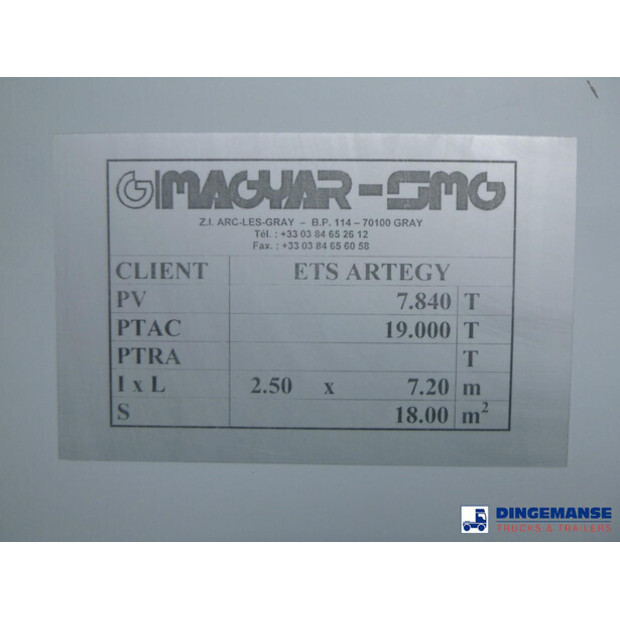 G MAGYAR-SMG
Z.I. ARC-LES-GRAY – B.P. 114 – 70100 GRAY
Tél. : +33 03 84 65 26 12
Fax. : +33 03 84 65 60 58
CLIENT ETS ARTEGY
PV 7.840 T
PTAC 19.000 T
PTRA T
l x L 2.50 x 7.20 m
S 18.00 m²
DINGEMANSE
TRUCKS & TRAILERS